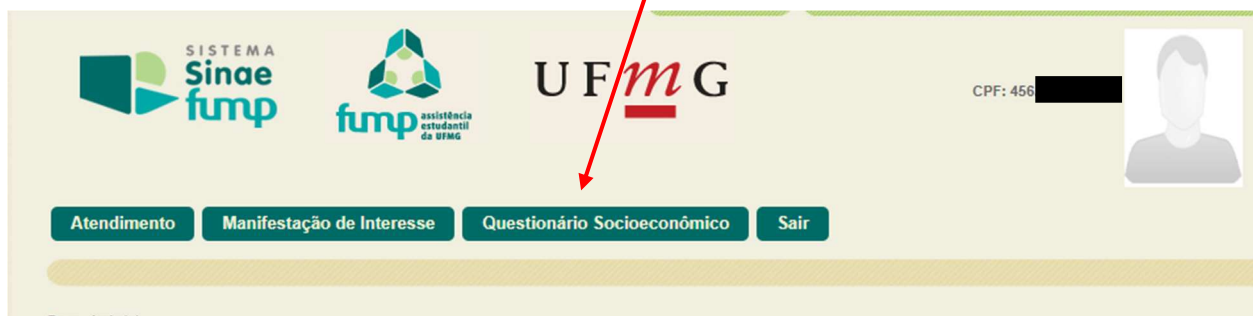 SISTEMA
Sinae
fump
fump assistência
estudantil
da UFMG
UFmG
CPF: 456
Atendimento
Manifestação de Interesse
Questionário Socioeconômico
Sair